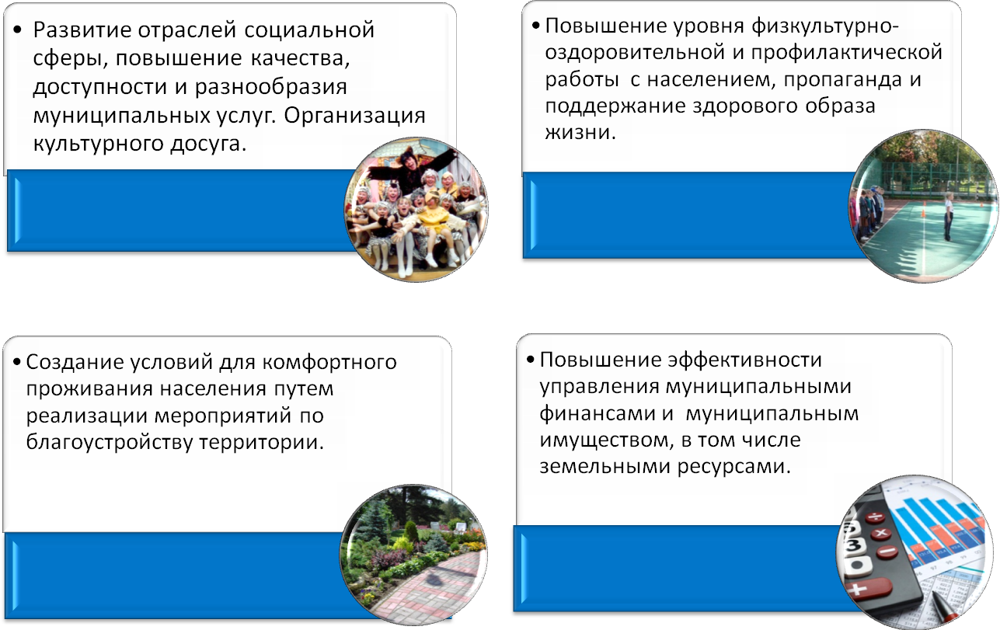 • Развитие отраслей социальной
сферы, повышение качества,
доступности и разнообразия
муниципальных услуг. Организация
культурного досуга.
• Повышение уровня физкультурно-
оздоровительной и профилактической
работы с населением, пропаганда и
поддержание здорового образа
жизни.
• Создание условий для комфортного
проживания населения путем
реализации мероприятий по
благоустройству территории.
• Повышение эффективности
управления муниципальными
финансами и муниципальным
имуществом, в том числе
земельными ресурсами.